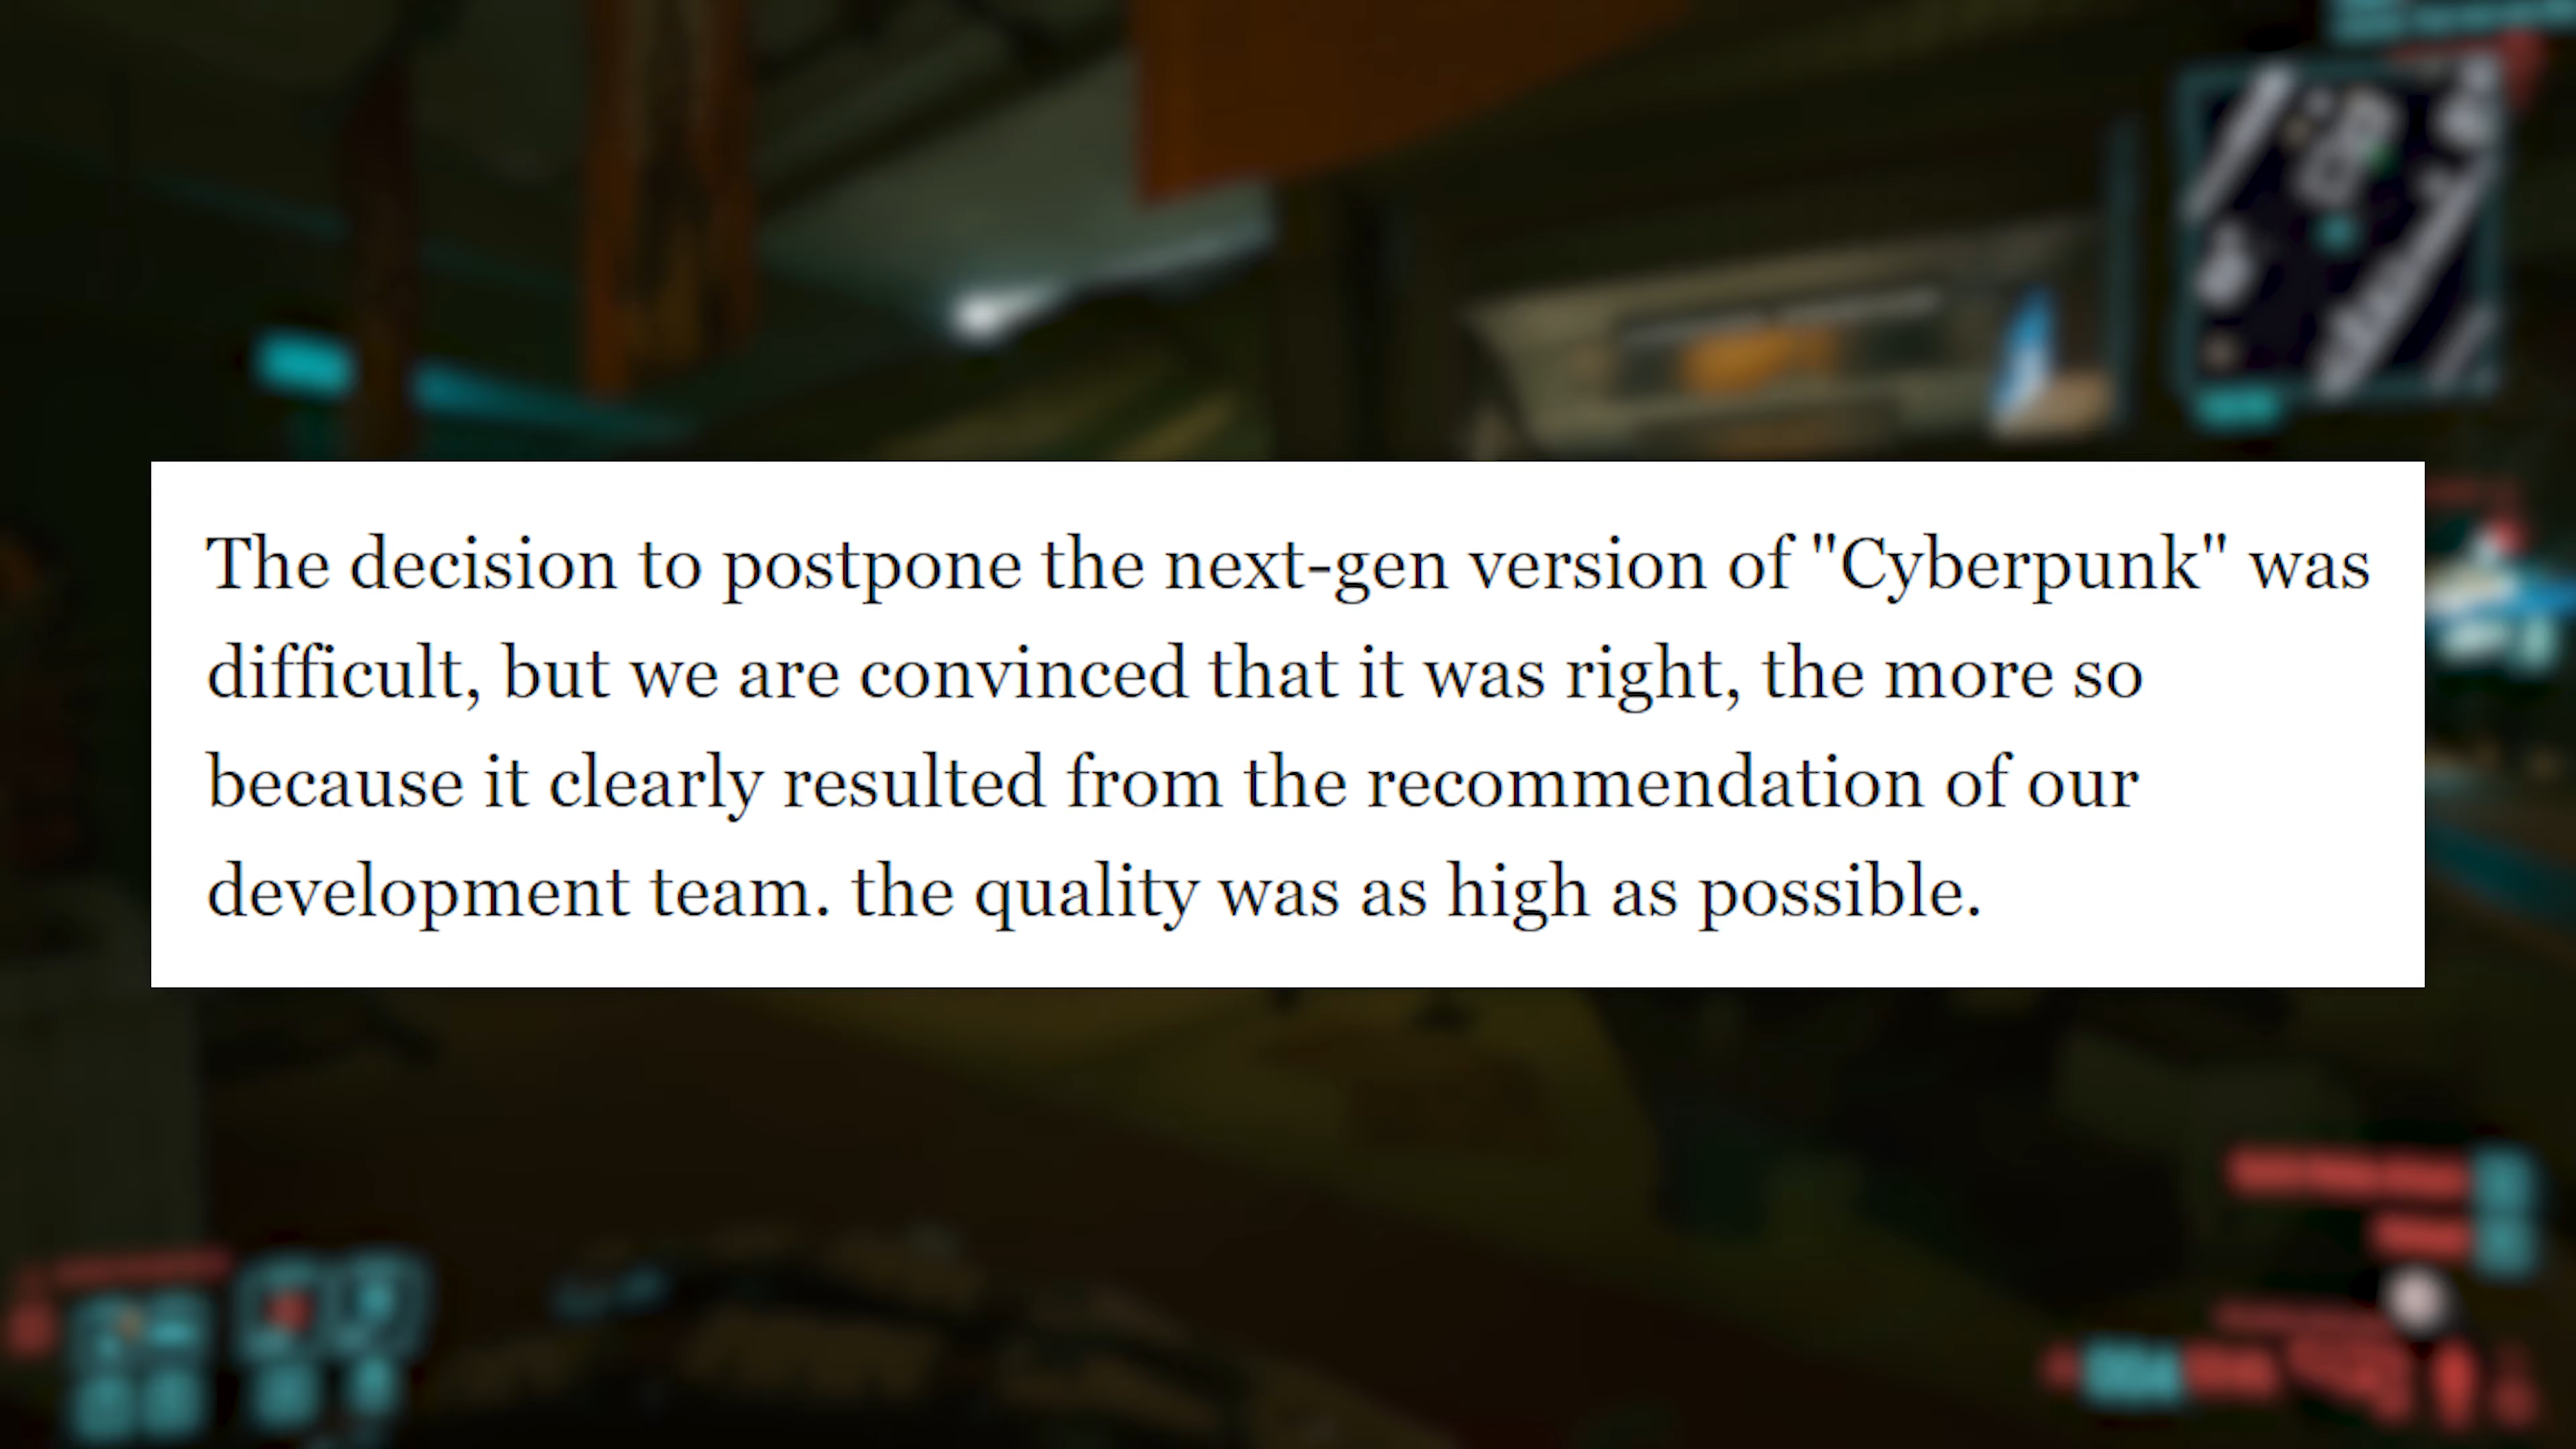 The decision to postpone the next-gen version of "Cyberpunk" was
difficult, but we are convinced that it was right, the more so
because it clearly resulted from the recommendation of our
development team. the quality was as high as possible.